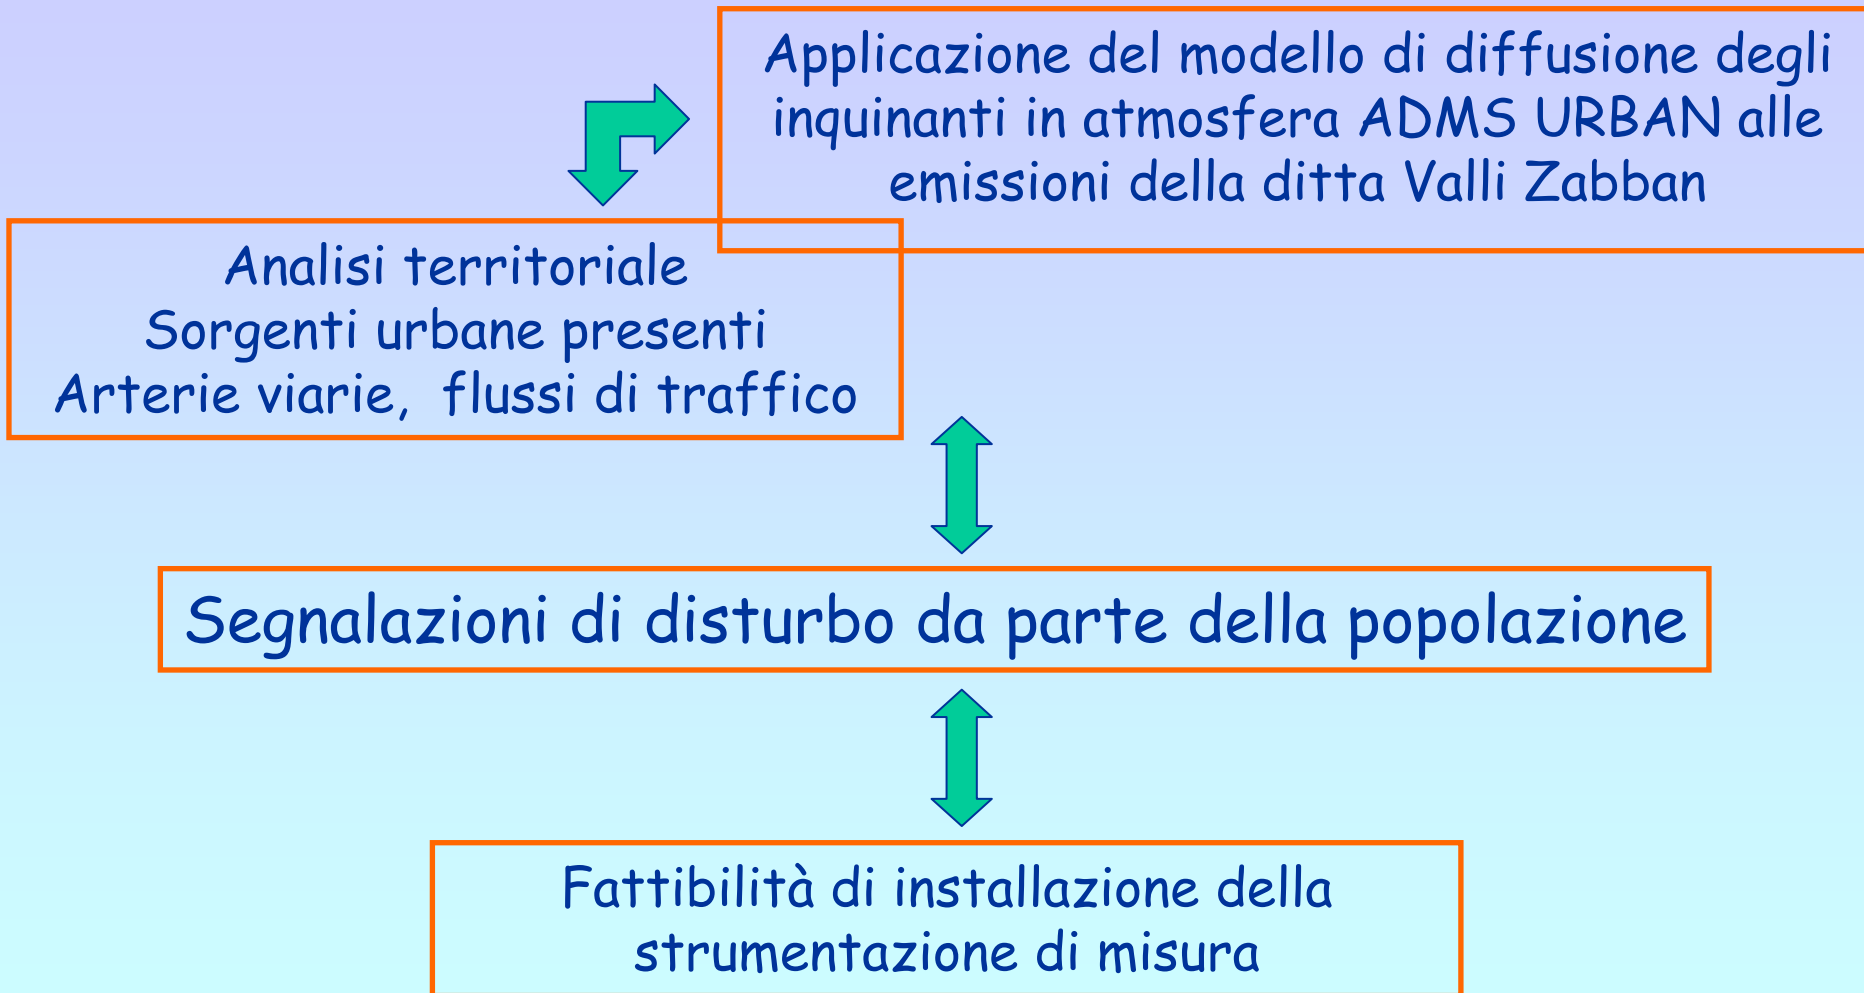 Applicazione del modello di diffusione degli
inquinanti in atmosfera ADMS URBAN alle
emissioni della ditta Valli Zabban
Analisi territoriale
Sorgenti urbane presenti
Arterie viarie, flussi di traffico
Segnalazioni di disturbo da parte della popolazione
Fattibilità di installazione della
strumentazione di misura